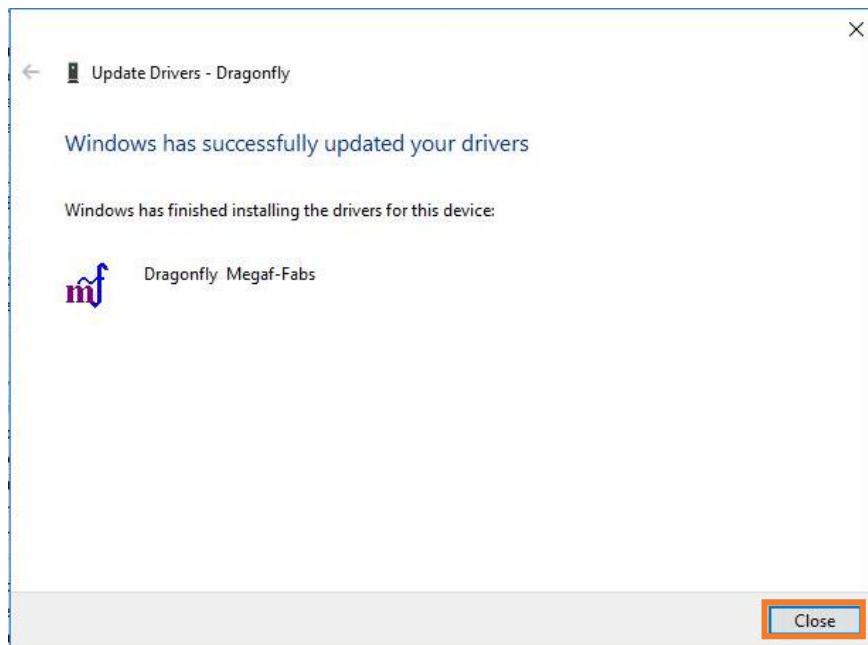 Update Drivers - Dragonfly
Windows has successfully updated your drivers
Windows has finished installing the drivers for this device:
mf
Dragonfly Megaf-Fabs
Close